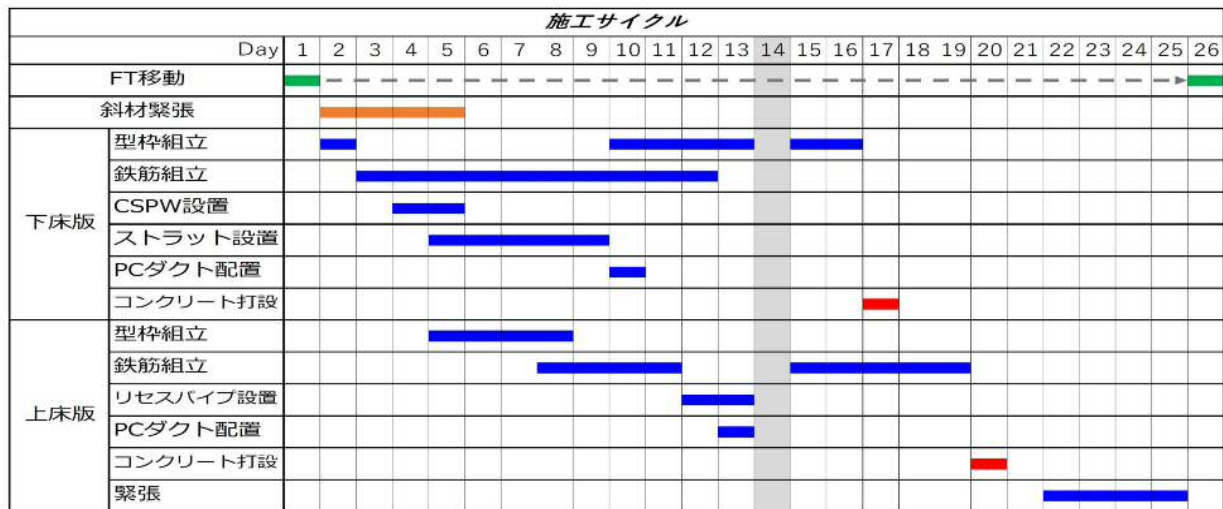 施工サイクル
Day 1 2 3 4 5 6 7 8 9 10 11 12 13 14 15 16 17 18 19 20 21 22 23 24 25 26
FT移動
斜材緊張
下床版
型枠組立
鉄筋組立
CSPW設置
ストラット設置
PCダクト配置
コンクリート打設
上床版
型枠組立
鉄筋組立
リセスパイプ設置
PCダクト配置
コンクリート打設
緊張